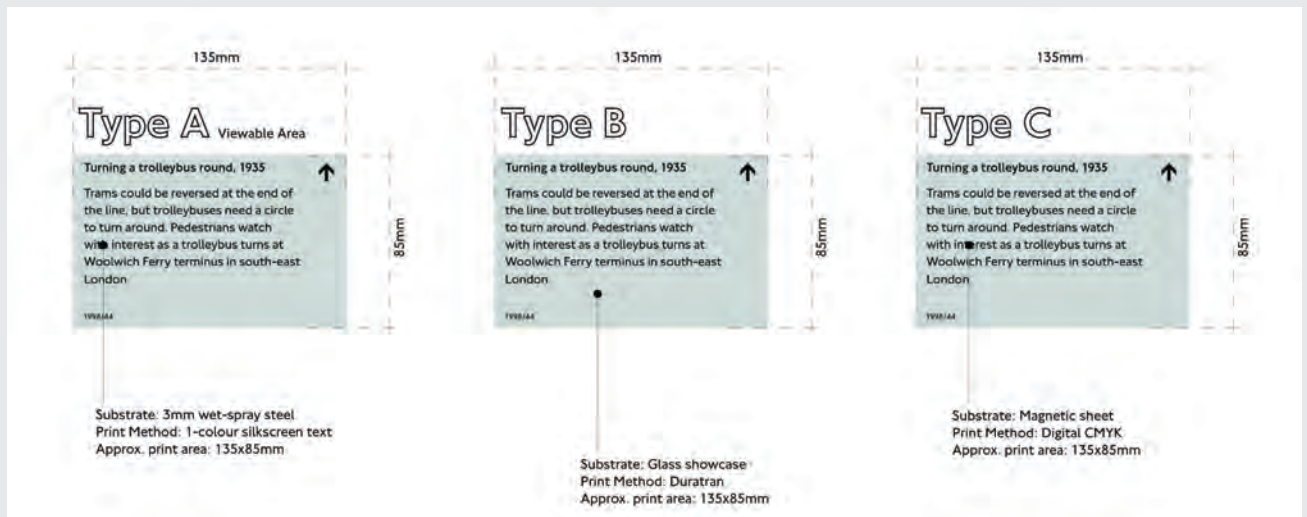 135mm
Type A Viewable Area
Turning a trolleybus round, 1935
Trams could be reversed at the end of
the line, but trolleybuses need a circle
to turn around. Pedestrians watch
with interest as a trolleybus turns at
Woolwich Ferry terminus in south-east
London
1998/44
85mm
Substrate: 3mm wet-spray steel
Print Method: 1-colour silkscreen text
Approx. print area: 135x85mm
135mm
Type B
Turning a trolleybus round, 1935
Trams could be reversed at the end of
the line, but trolleybuses need a circle
to turn around. Pedestrians watch
with interest as a trolleybus turns at
Woolwich Ferry terminus in south-east
London
1998/44
85mm
Substrate: Glass showcase
Print Method: Duratran
Approx. print area: 135x85mm
135mm
Type C
Turning a trolleybus round, 1935
Trams could be reversed at the end of
the line, but trolleybuses need a circle
to turn around. Pedestrians watch
with interest as a trolleybus turns at
Woolwich Ferry terminus in south-east
London
1998/44
85mm
Substrate: Magnetic sheet
Print Method: Digital CMYK
Approx. print area: 135x85mm